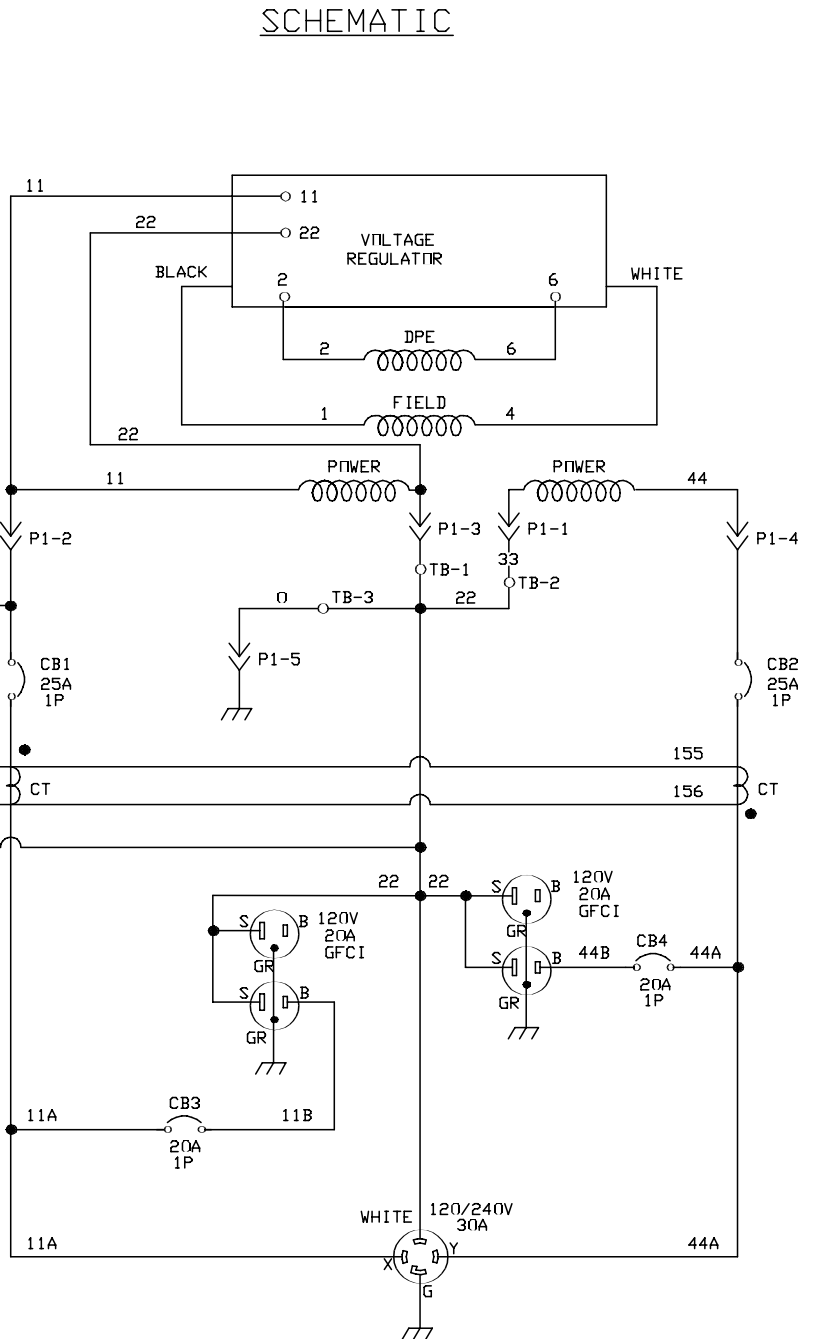 SCHEMATIC
11
11
22
22
VOLTAGE
REGULATOR
BLACK
WHITE
2
6
DPE
2
6
FIELD
1
4
22
POWER
POWER
11
44
P1-2
P1-3
P1-1
P1-4
33
TB-1
TB-2
0
TB-3
22
P1-5
CB1
25A
1P
CB2
25A
1P
155
CT
156
CT
22
22
120V
20A
GFCI
S
B
GR
S
B
120V
20A
GFCI
S
B
GR
44B
CB4
44A
20A
1P
GR
S
B
GR
11A
CB3
11B
20A
1P
WHITE
120/240V
30A
11A
X
Y
44A
G